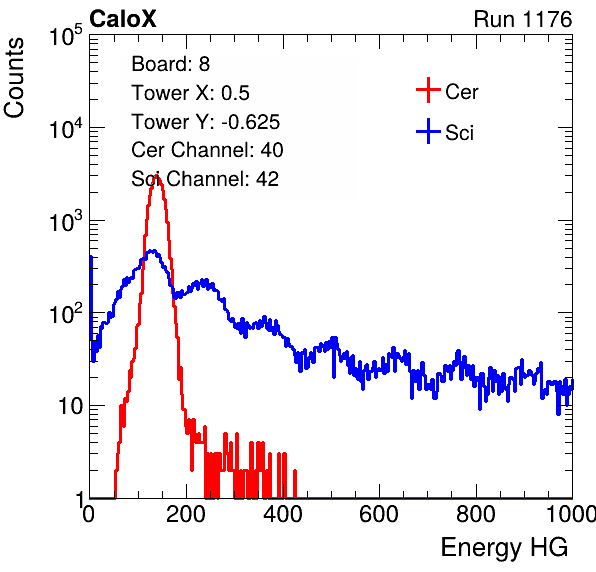 CaloX Run 1176
Counts
Board: 8
Tower X: 0.5
Tower Y: -0.625
Cer Channel: 40
Sci Channel: 42
Cer
Sci
10^5
10^4
10^3
10^2
10
1
0 200 400 600 800 1000
Energy HG